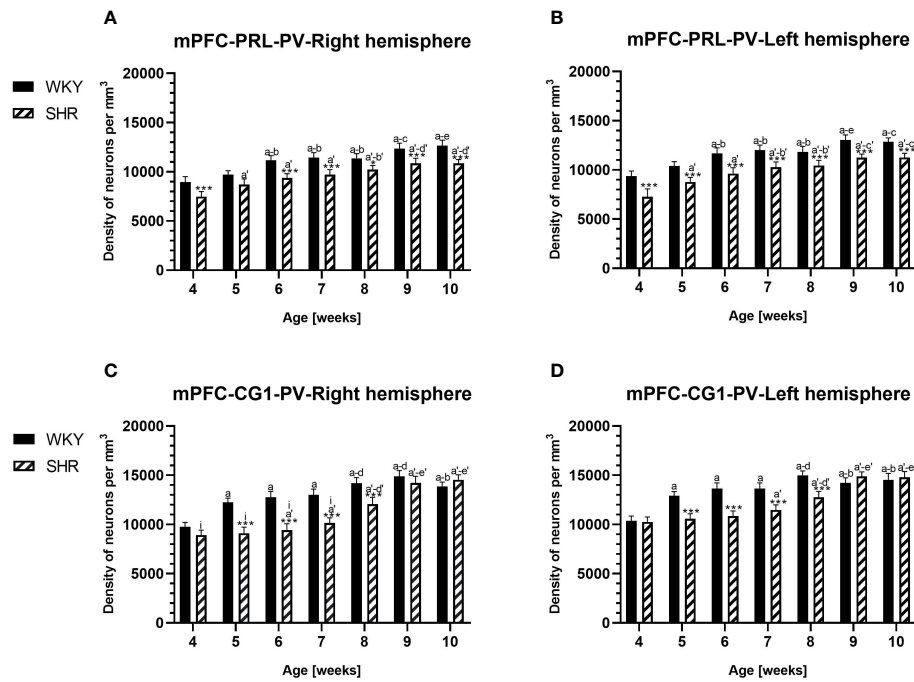 A
mPFC-PRL-PV-Right hemisphere
WKY
SHR
Density of neurons per mm³
20000
15000
10000
5000
0
***
a'
a-b
a'
***
a-b
a'
***
a-b
a'-b'
*
a-c
a'-d'
***
a-e
a'-d'
***
4 5 6 7 8 9 10
Age [weeks]
B
mPFC-PRL-PV-Left hemisphere
Density of neurons per mm³
20000
15000
10000
5000
0
***
a'
***
a-b
a'
***
a-b
a'-b'
***
a-b
a'-b'
***
a-e
a'-c'
***
a-c
a'-c'
***
4 5 6 7 8 9 10
Age [weeks]
C
mPFC-CG1-PV-Right hemisphere
WKY
SHR
Density of neurons per mm³
20000
15000
10000
5000
0
i
a
i
***
a
i
a'
***
a
i
a'
***
a-d
a'-d'
***
a-d
a'-e'
a-b
a'-e'
4 5 6 7 8 9 10
Age [weeks]
D
mPFC-CG1-PV-Left hemisphere
Density of neurons per mm³
20000
15000
10000
5000
0
a
***
a
***
a
a'
***
a-d
a'-d'
***
a-b
a'-e'
a-b
a'-e
4 5 6 7 8 9 10
Age [weeks]